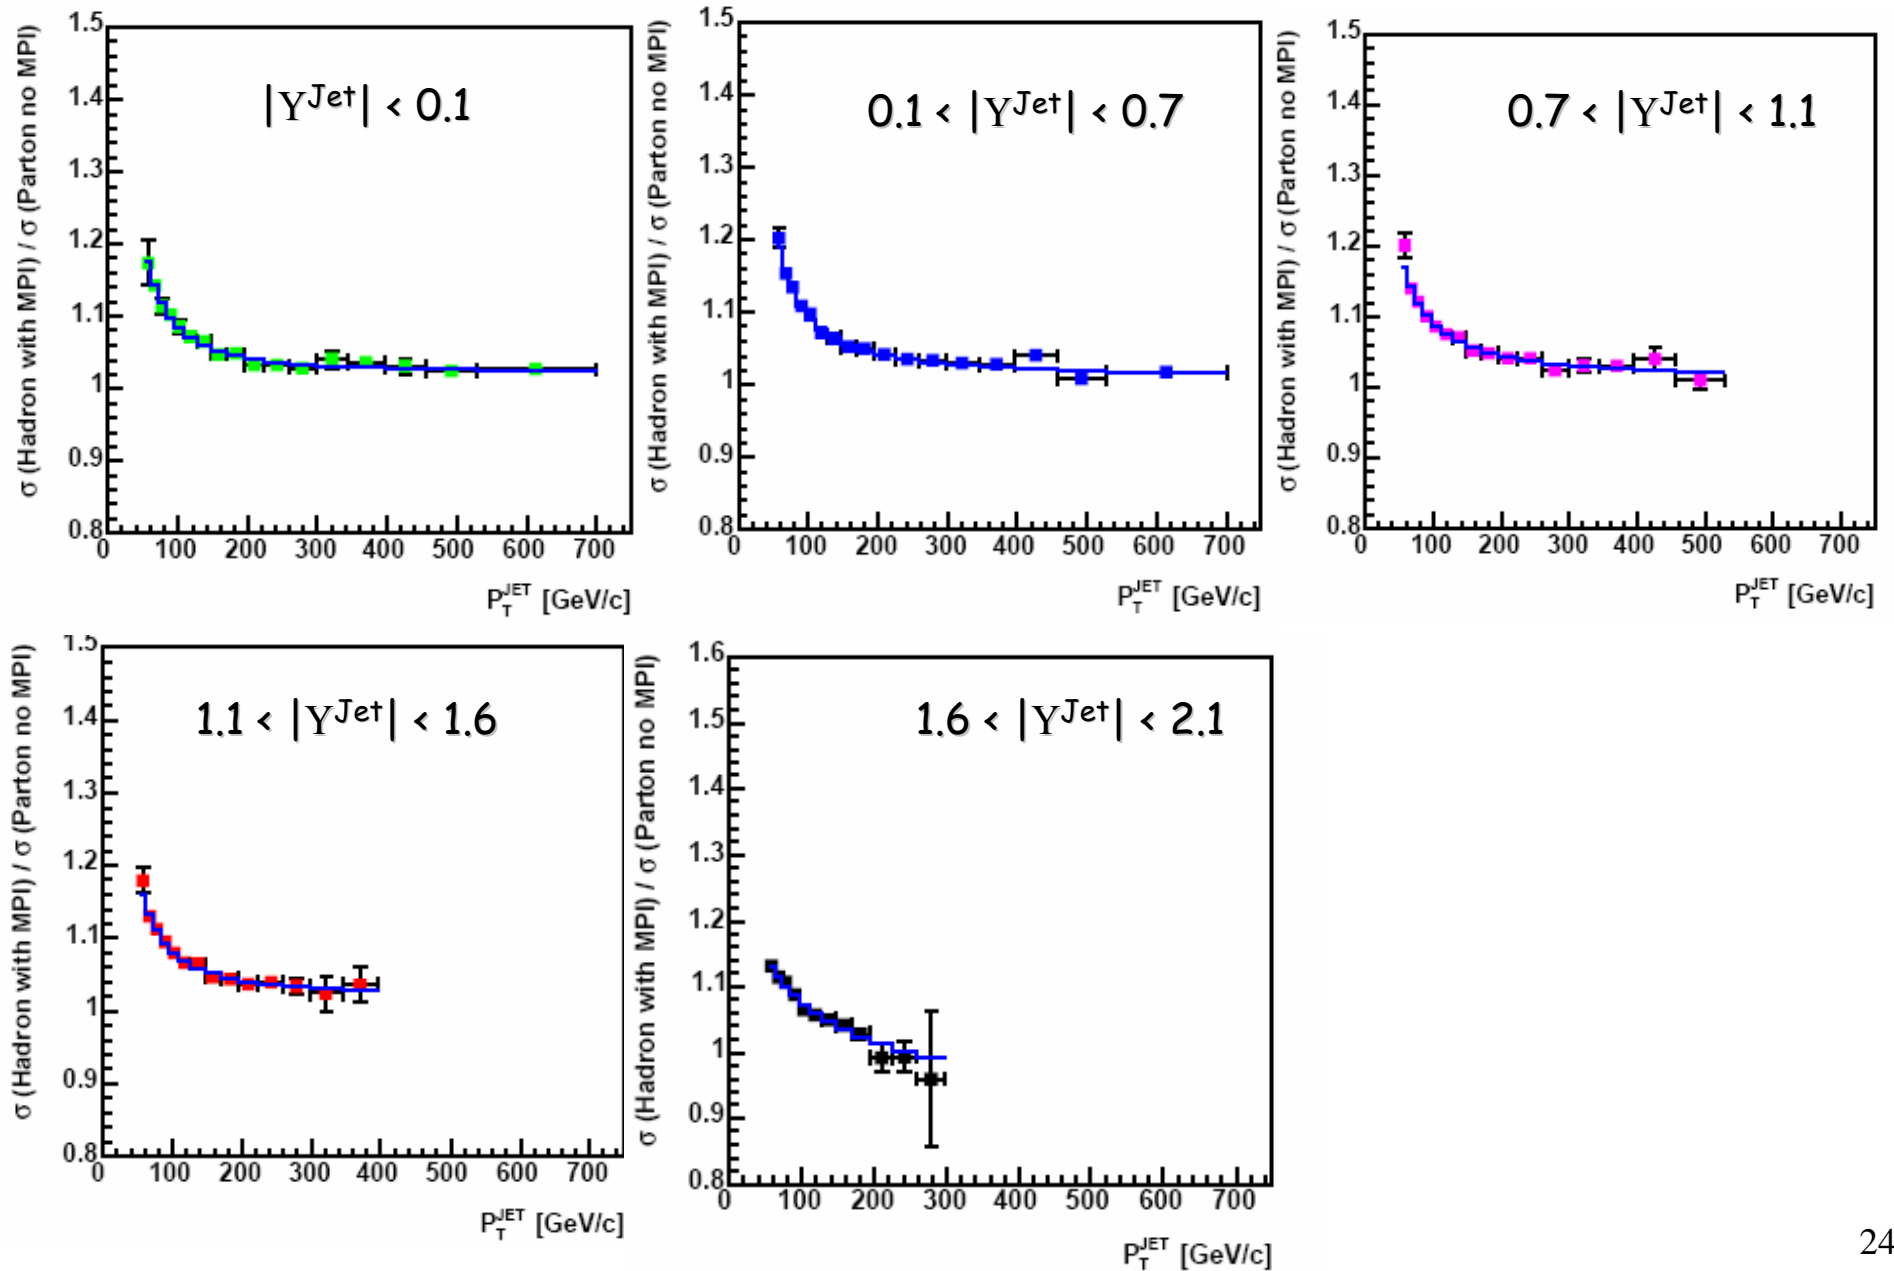 σ (Hadron with MPI) / σ (Parton no MPI)
|Y^Jet| < 0.1
1.5
1.4
1.3
1.2
1.1
1
0.9
0.8
0 100 200 300 400 500 600 700
P_T^JET [GeV/c]
σ (Hadron with MPI) / σ (Parton no MPI)
0.1 < |Y^Jet| < 0.7
1.5
1.4
1.3
1.2
1.1
1
0.9
0.8
0 100 200 300 400 500 600 700
P_T^JET [GeV/c]
σ (Hadron with MPI) / σ (Parton no MPI)
0.7 < |Y^Jet| < 1.1
1.5
1.4
1.3
1.2
1.1
1
0.9
0.8
0 100 200 300 400 500 600 700
P_T^JET [GeV/c]
σ (Hadron with MPI) / σ (Parton no MPI)
1.1 < |Y^Jet| < 1.6
1.5
1.4
1.3
1.2
1.1
1
0.9
0.8
0 100 200 300 400 500 600 700
P_T^JET [GeV/c]
σ (Hadron with MPI) / σ (Parton no MPI)
1.6 < |Y^Jet| < 2.1
1.6
1.5
1.4
1.3
1.2
1.1
1
0.9
0.8
0 100 200 300 400 500 600 700
P_T^JET [GeV/c]
24